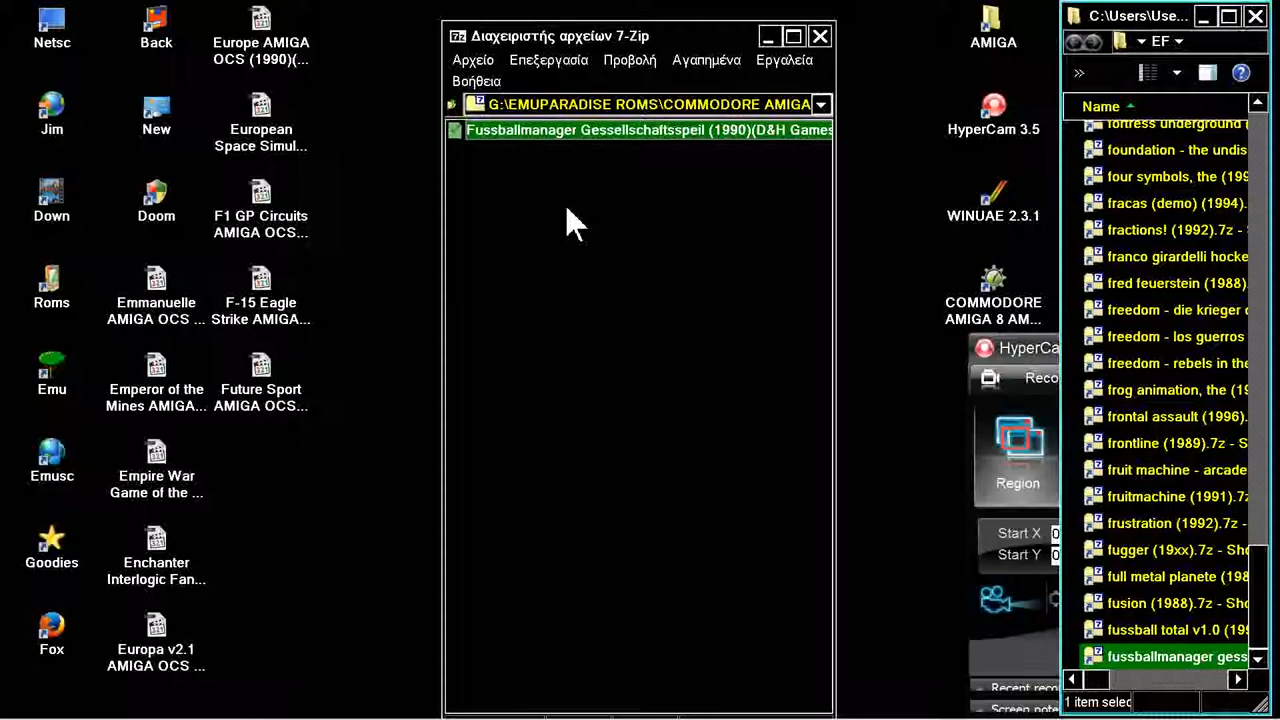 Netsc
Jim
Down
Roms
Emu
Emusc
Goodies
Fox
Back
New
Doom
Emmanuelle
AMIGA OCS ...
Emperor of the
Mines AMIGA...
Empire War
Game of the ...
Enchanter
Interlogic Fan...
Europa v2.1
AMIGA OCS ...
Europe AMIGA
OCS (1990)(...
European
Space Simul...
F1 GP Circuits
AMIGA OCS...
F-15 Eagle
Strike AMIGA...
Future Sport
AMIGA OCS...
Διαχειριστής αρχείων 7-Zip
Αρχείο Επεξεργασία Προβολή Αγαπημένα Εργαλεία
Βοήθεια
G:\EMUPARADISE ROMS\COMMODORE AMIGA
Fussballmanager Gessellschaftsspeil (1990)(D&H Games
AMIGA
HyperCam 3.5
WINUAE 2.3.1
COMMODORE
AMIGA 8 AM...
HyperCa
Reco
Region
Start X 0
Start Y 0
Recent reco
Screen note
C:\Users\Use...
EF
»
Name
fortress underground (
foundation - the undis
four symbols, the (199
fracas (demo) (1994).
fractions! (1992).7z - S
franco girardelli hocke
fred feuerstein (1988).
freedom - die krieger d
freedom - los guerros
freedom - rebels in the
frog animation, the (19
frontal assault (1996).
frontline (1989).7z - S
fruit machine - arcade
fruitmachine (1991).7z
frustration (1992).7z -
fugger (19xx).7z - Sho
full metal planete (198
fusion (1988).7z - Sho
fussball total v1.0 (199
fussballmanager gess
1 item selec